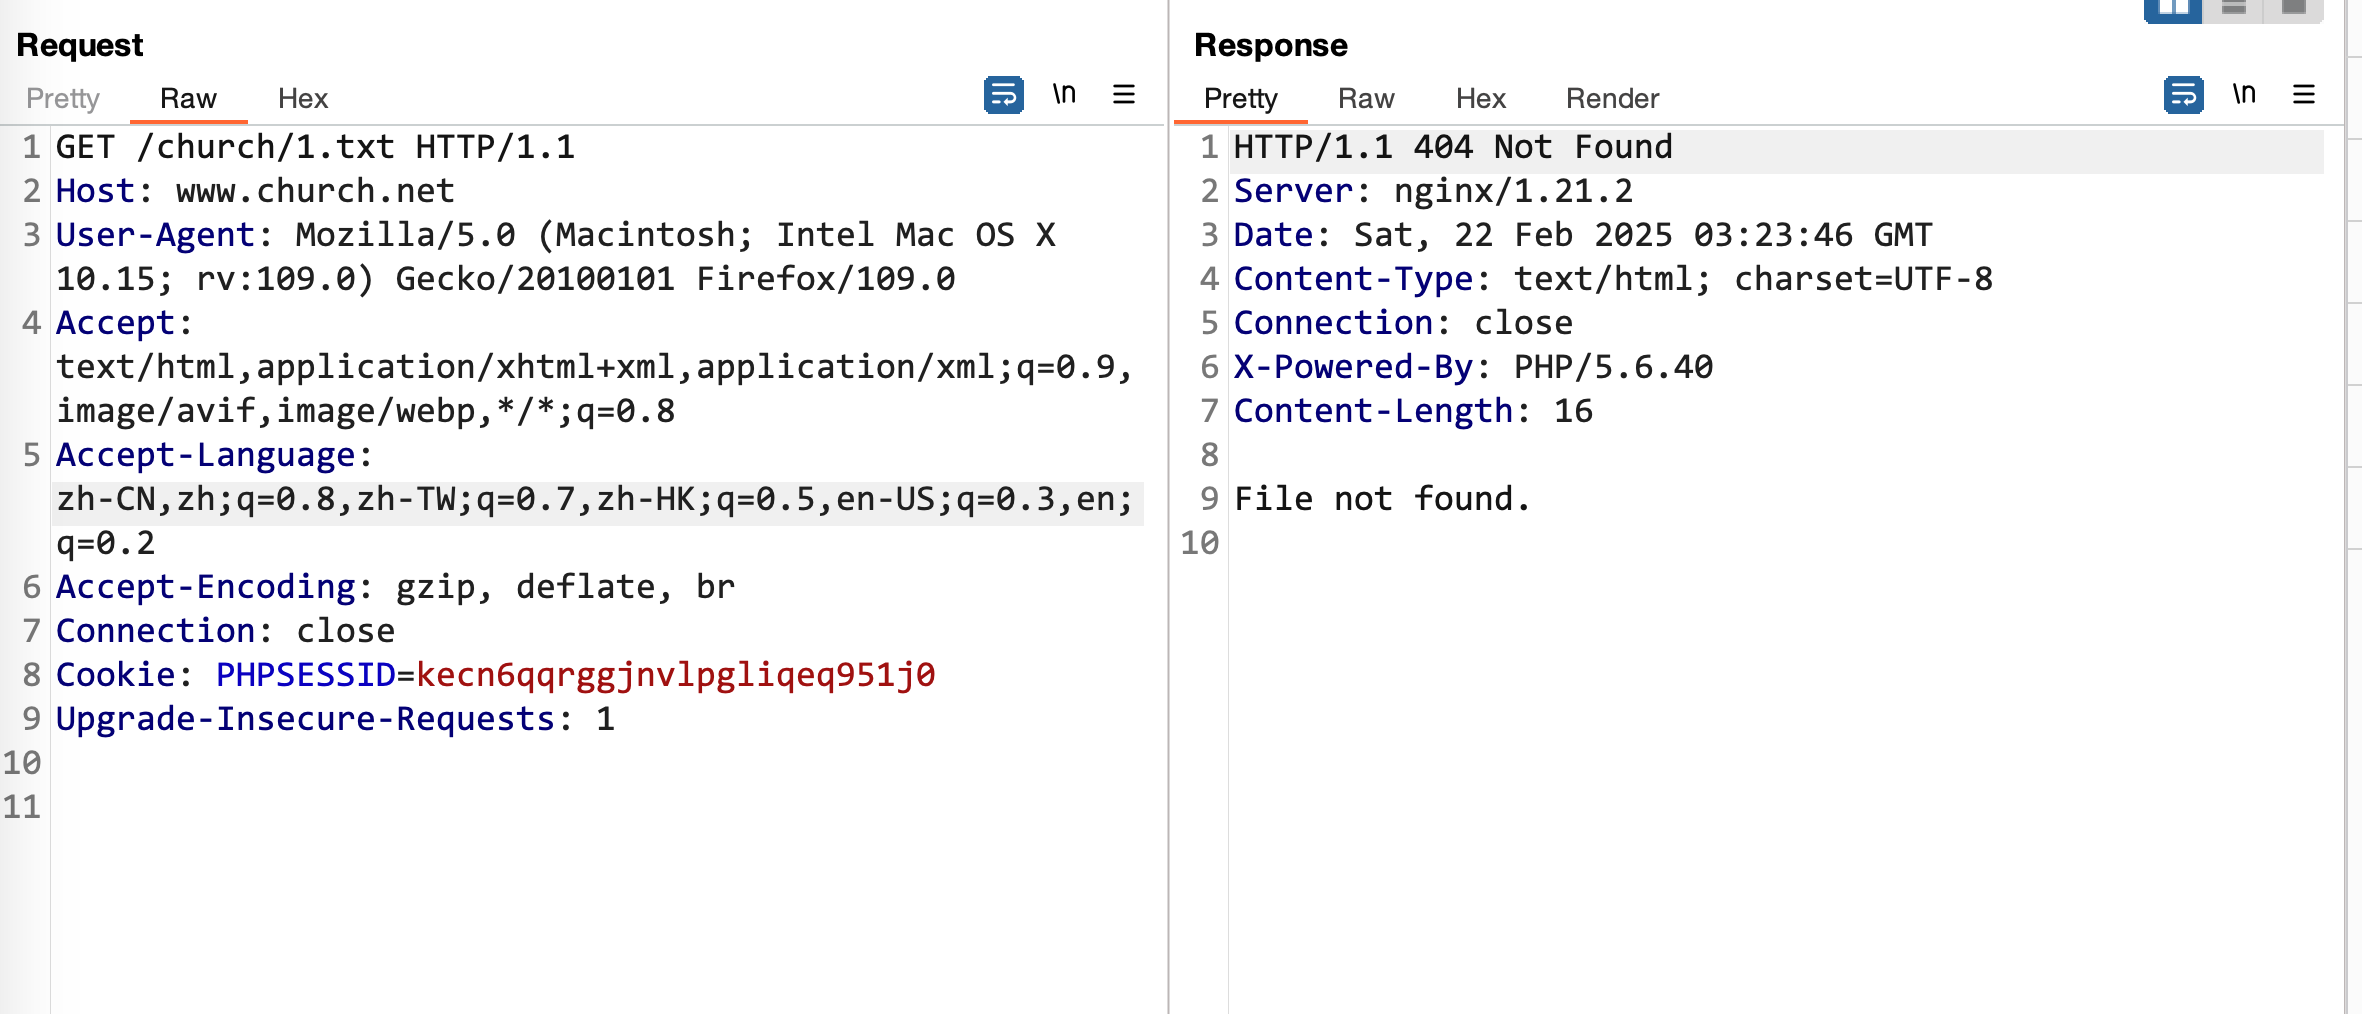 Request
Pretty Raw Hex \n
1 GET /church/1.txt HTTP/1.1
2 Host: www.church.net
3 User-Agent: Mozilla/5.0 (Macintosh; Intel Mac OS X
10.15; rv:109.0) Gecko/20100101 Firefox/109.0
4 Accept:
text/html,application/xhtml+xml,application/xml;q=0.9,
image/avif,image/webp,*/*;q=0.8
5 Accept-Language:
zh-CN,zh;q=0.8,zh-TW;q=0.7,zh-HK;q=0.5,en-US;q=0.3,en;
q=0.2
6 Accept-Encoding: gzip, deflate, br
7 Connection: close
8 Cookie: PHPSESSID=kecn6qqrggjnvlpgliqeq951j0
9 Upgrade-Insecure-Requests: 1
10
11
Response
Pretty Raw Hex Render \n
1 HTTP/1.1 404 Not Found
2 Server: nginx/1.21.2
3 Date: Sat, 22 Feb 2025 03:23:46 GMT
4 Content-Type: text/html; charset=UTF-8
5 Connection: close
6 X-Powered-By: PHP/5.6.40
7 Content-Length: 16
8
9 File not found.
10